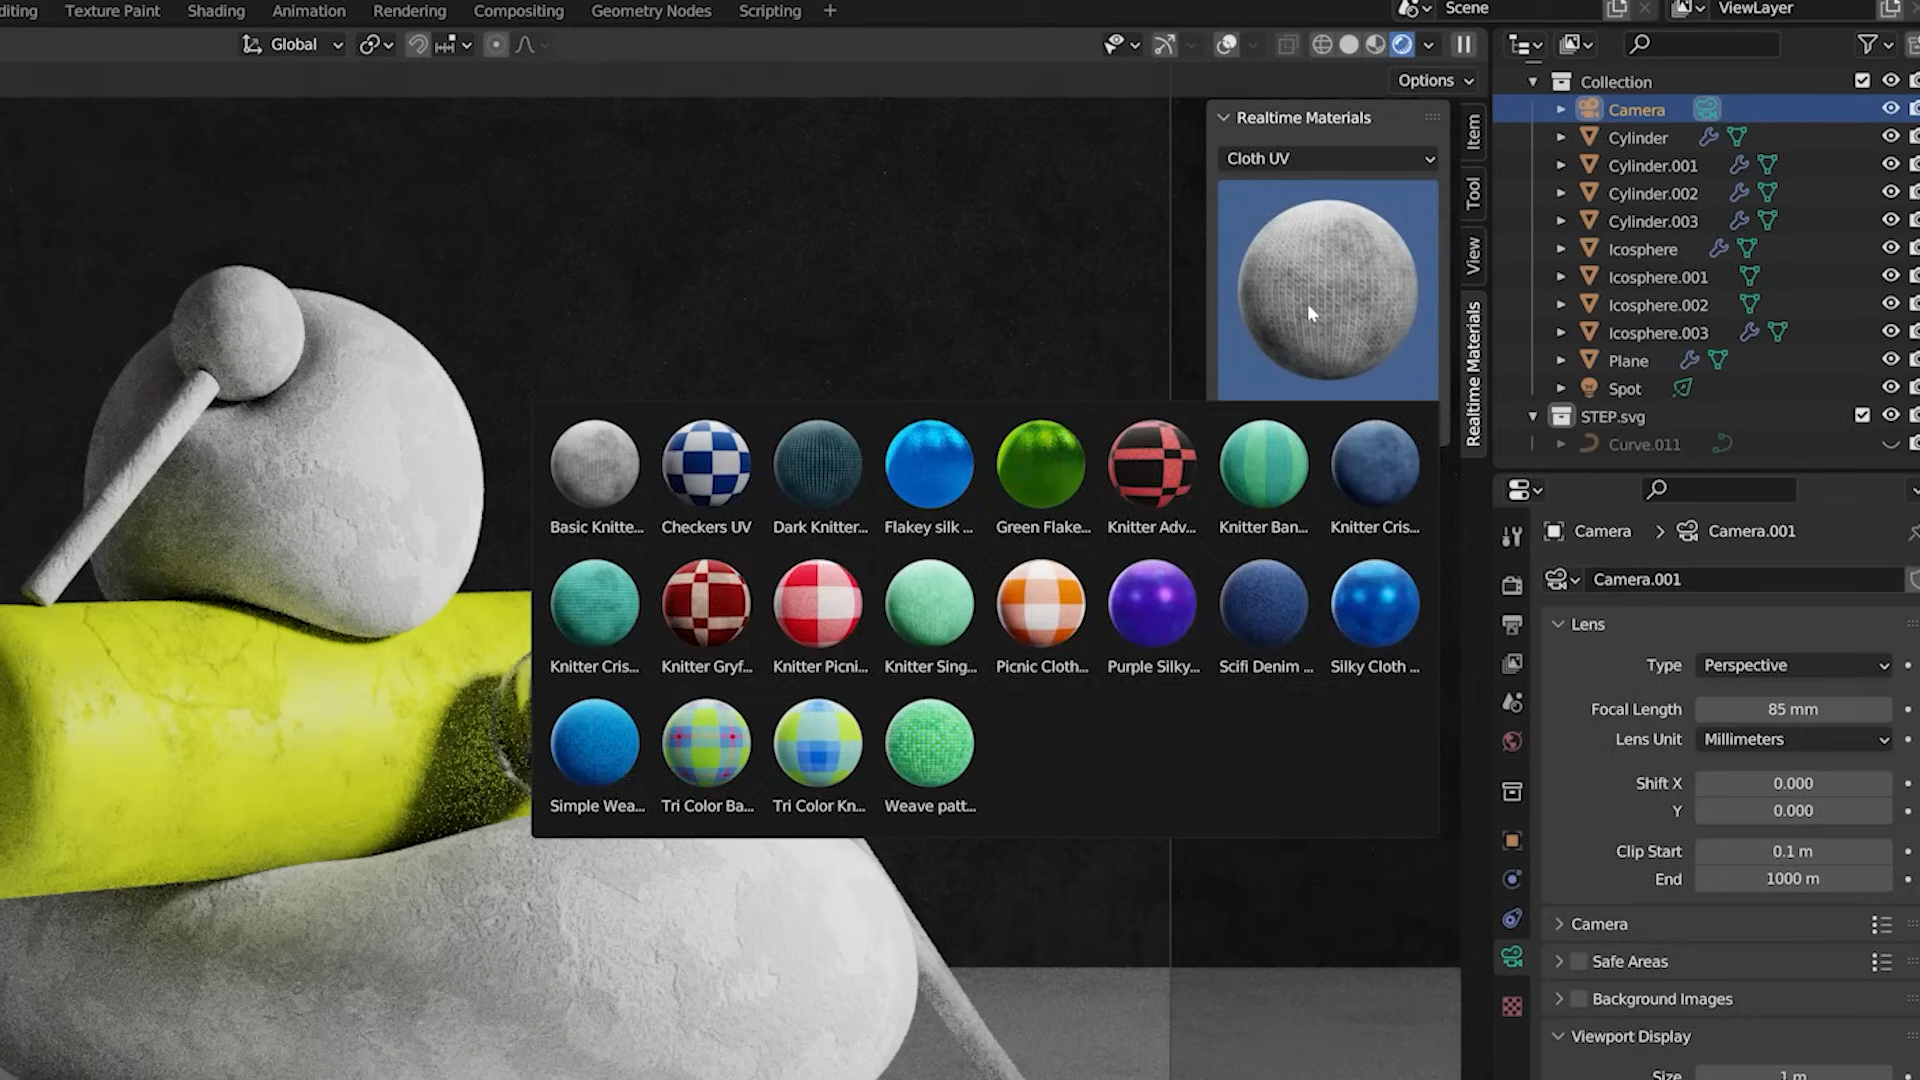 diting Texture Paint Shading Animation Rendering Compositing Geometry Nodes Scripting +
Scene
ViewLayer
Global
Options
Realtime Materials
Cloth UV
Item
Tool
View
Realtime Materials
Basic Knitte... Checkers UV Dark Knitter... Flakey silk ... Green Flake... Knitter Adv... Knitter Ban... Knitter Cris...
Knitter Cris... Knitter Gryf... Knitter Picni... Knitter Sing... Picnic Cloth... Purple Silky... Scifi Denim ... Silky Cloth ...
Simple Wea... Tri Color Ba... Tri Color Kn... Weave patt...
Collection
Camera
Cylinder
Cylinder.001
Cylinder.002
Cylinder.003
Icosphere
Icosphere.001
Icosphere.002
Icosphere.003
Plane
Spot
STEP.svg
Curve.011
Camera > Camera.001
Camera.001
Lens
Type Perspective
Focal Length 85 mm
Lens Unit Millimeters
Shift X 0.000
Y 0.000
Clip Start 0.1 m
End 1000 m
Camera
Safe Areas
Background Images
Viewport Display
Size 1 m